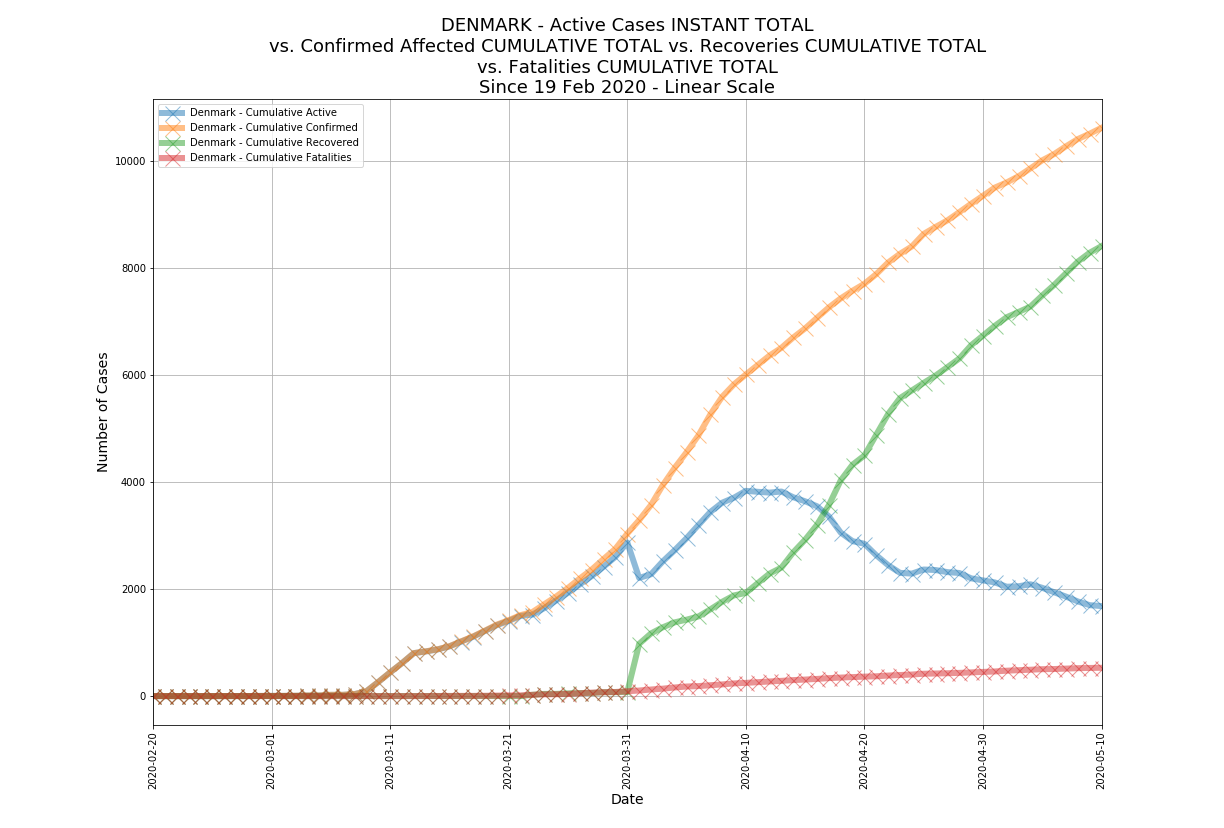 DENMARK - Active Cases INSTANT TOTAL
vs. Confirmed Affected CUMULATIVE TOTAL vs. Recoveries CUMULATIVE TOTAL
vs. Fatalities CUMULATIVE TOTAL
Since 19 Feb 2020 - Linear Scale
Denmark - Cumulative Active
Denmark - Cumulative Confirmed
Denmark - Cumulative Recovered
Denmark - Cumulative Fatalities
Number of Cases
10000
8000
6000
4000
2000
0
2020-02-20
2020-03-01
2020-03-11
2020-03-21
2020-03-31
2020-04-10
2020-04-20
2020-04-30
2020-05-10
Date